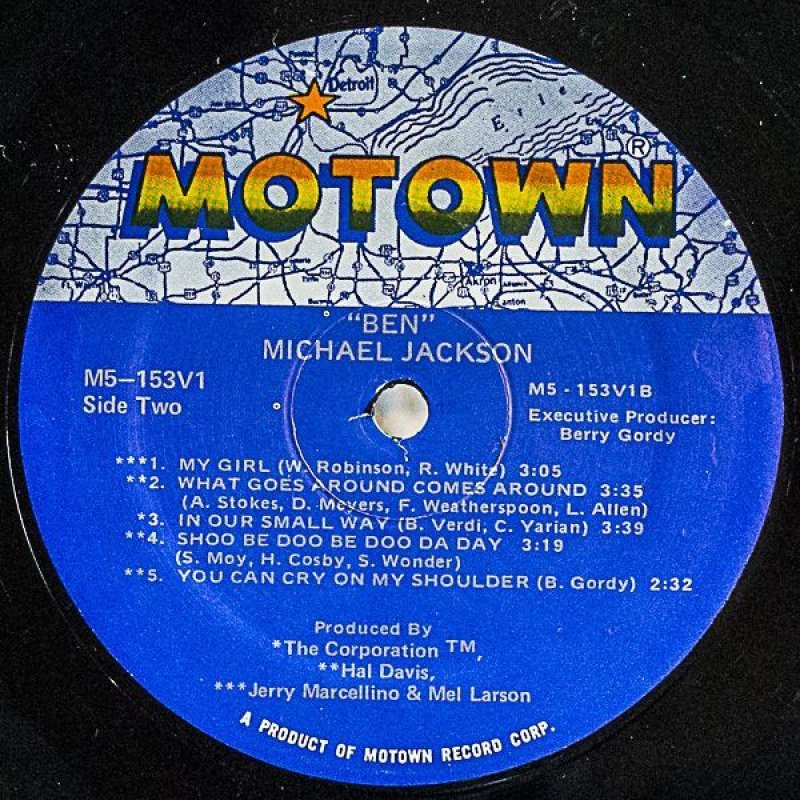 Detroit
Erie
MOTOWN®
Akron
"BEN"
MICHAEL JACKSON
M5-153V1
Side Two
M5 - 153V1B
Executive Producer:
Berry Gordy
***1. MY GIRL (W. Robinson, R. White) 3:05
**2. WHAT GOES AROUND COMES AROUND 3:35
(A. Stokes, D. Meyers, F. Weatherspoon, L. Allen)
*3. IN OUR SMALL WAY (B. Verdi, C. Yarian) 3:39
**4. SHOO BE DOO BE DOO DA DAY 3:19
(S. Moy, H. Cosby, S. Wonder)
**5. YOU CAN CRY ON MY SHOULDER (B. Gordy) 2:32
Produced By
*The Corporation TM,
**Hal Davis,
***Jerry Marcellino & Mel Larson
A PRODUCT OF MOTOWN RECORD CORP.